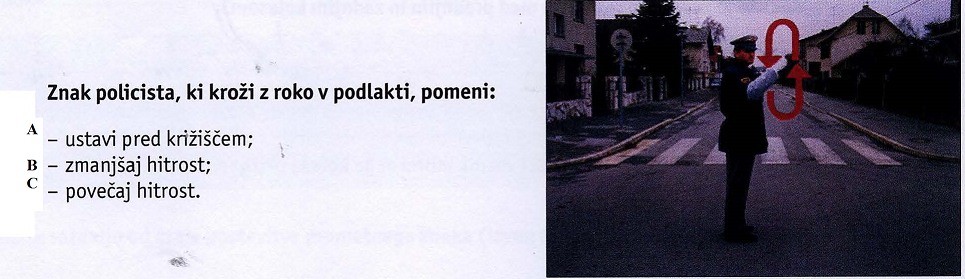 Znak policista, ki kroži z roko v podlakti, pomeni:
A – ustavi pred križiščem;
B – zmanjšaj hitrost;
C – povečaj hitrost.